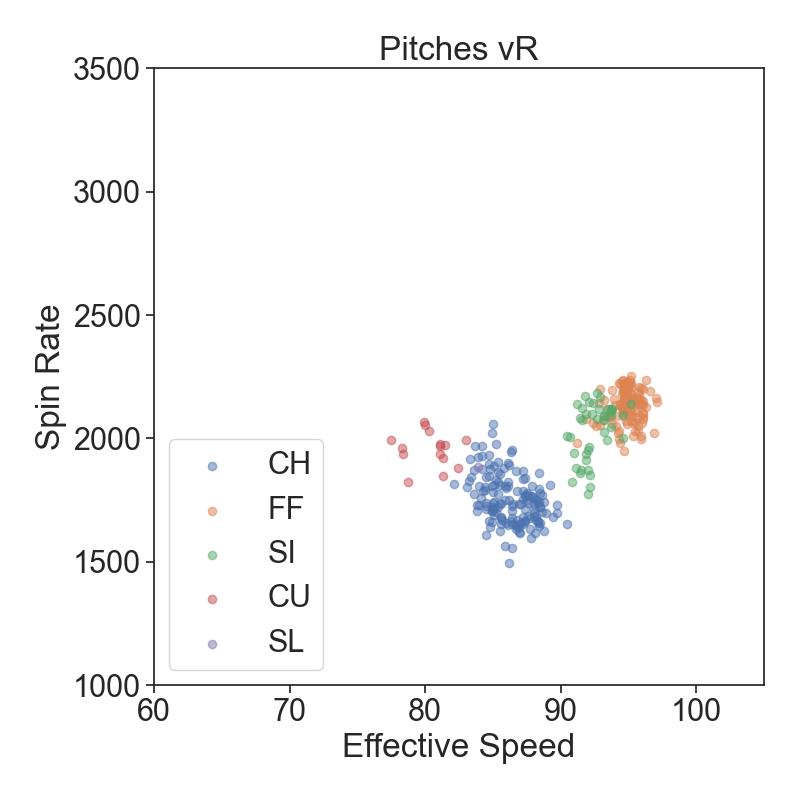 Pitches vR
3500
3000
2500
2000
1500
1000
Spin Rate
CH
FF
SI
CU
SL
60 70 80 90 100
Effective Speed